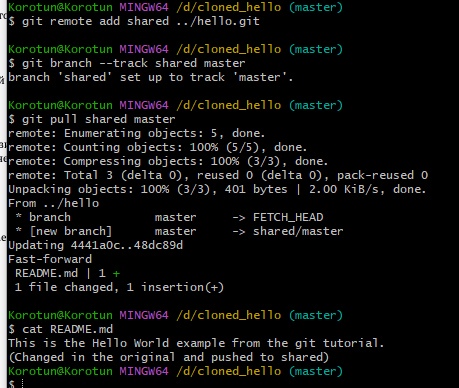 Korotun@Korotun MINGW64 /d/cloned_hello (master)
$ git remote add shared ../hello.git
Korotun@Korotun MINGW64 /d/cloned_hello (master)
$ git branch --track shared master
branch 'shared' set up to track 'master'.
Korotun@Korotun MINGW64 /d/cloned_hello (master)
$ git pull shared master
remote: Enumerating objects: 5, done.
remote: Counting objects: 100% (5/5), done.
remote: Compressing objects: 100% (3/3), done.
remote: Total 3 (delta 0), reused 0 (delta 0), pack-reused 0
Unpacking objects: 100% (3/3), 401 bytes | 2.00 KiB/s, done.
From ../hello
 * branch            master     -> FETCH_HEAD
 * [new branch]      master     -> shared/master
Updating 4441a0c..48dc89d
Fast-forward
 README.md | 1 +
 1 file changed, 1 insertion(+)
Korotun@Korotun MINGW64 /d/cloned_hello (master)
$ cat README.md
This is the Hello World example from the git tutorial.
(Changed in the original and pushed to shared)
Korotun@Korotun MINGW64 /d/cloned_hello (master)
$